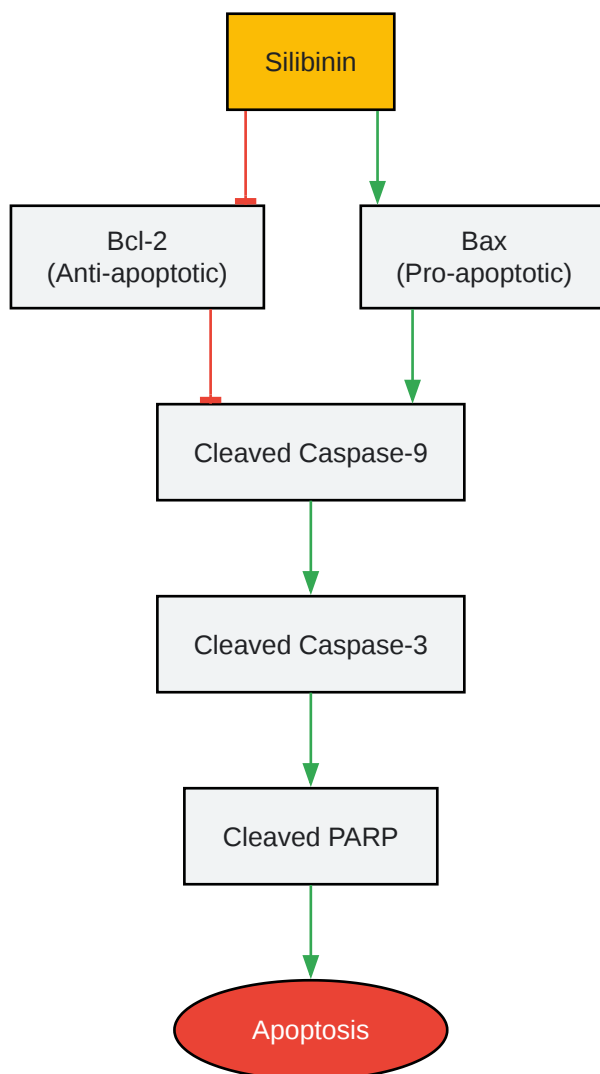 Silibinin
Bcl-2
(Anti-apoptotic)
Bax
(Pro-apoptotic)
Cleaved Caspase-9
Cleaved Caspase-3
Cleaved PARP
Apoptosis